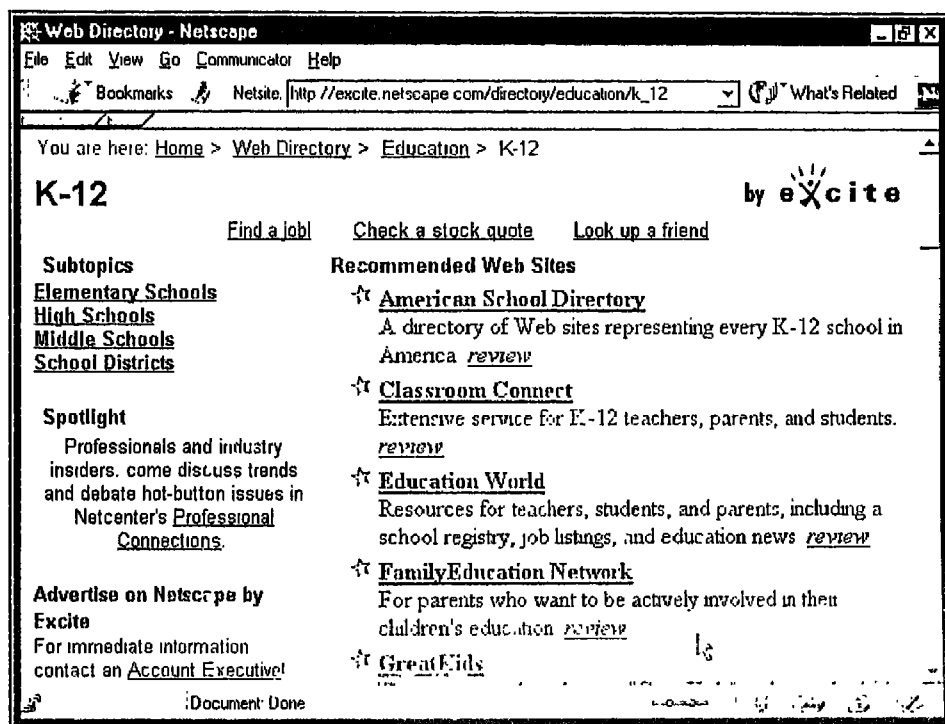 Web Directory - Netscape
File Edit View Go Communicator Help
Bookmarks Netsite. http //excite.netscape com/directory/education/k_12 What's Related
You are here: Home > Web Directory > Education > K-12
K-12
by excite
Find a job! Check a stock quote Look up a friend
Subtopics
Elementary Schools
High Schools
Middle Schools
School Districts
Spotlight
Professionals and industry
insiders. come discuss trends
and debate hot-button issues in
Netcenter's Professional
Connections.
Advertise on Netscape by
Excite
For immediate information
contact an Account Executive!
Recommended Web Sites
American School Directory
A directory of Web sites representing every K-12 school in
America review
Classroom Connect
Extensive service for K-12 teachers, parents, and students.
review
Education World
Resources for teachers, students, and parents, including a
school registry, job listings, and education news review
FamilyEducation Network
For parents who want to be actively involved in their
children's education review
GreatKids
Document: Done